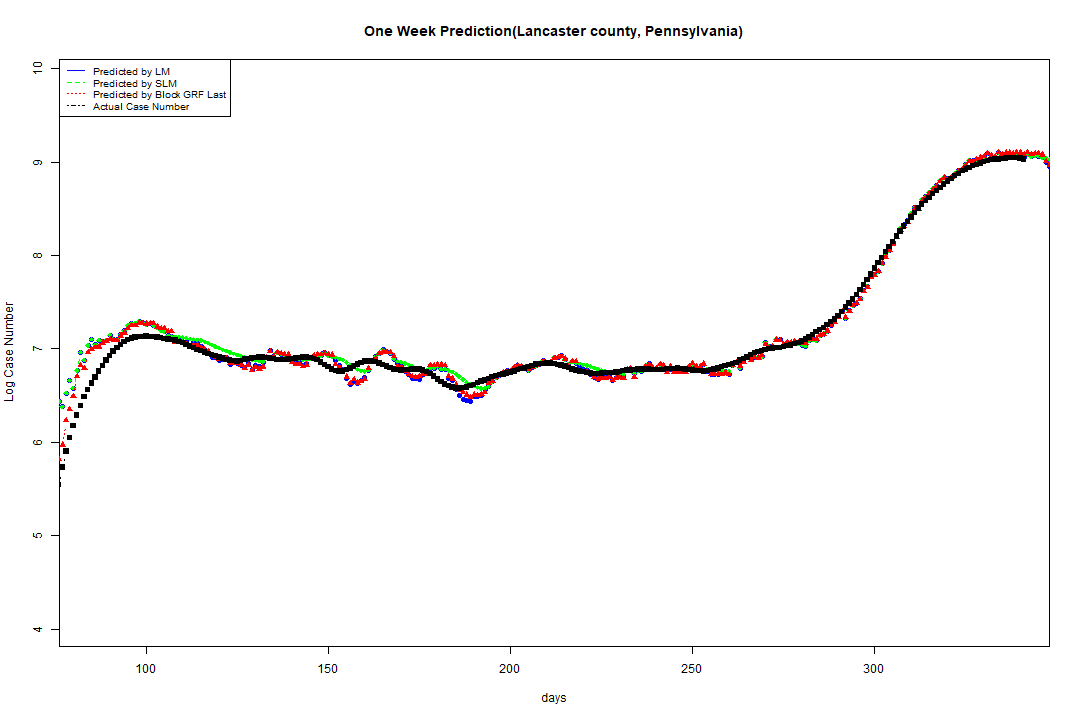 One Week Prediction(Lancaster county, Pennsylvania)
Predicted by LM
Predicted by SLM
Predicted by Block GRF Last
Actual Case Number
10
9
8
7
6
5
4
Log Case Number
100 150 200 250 300
days